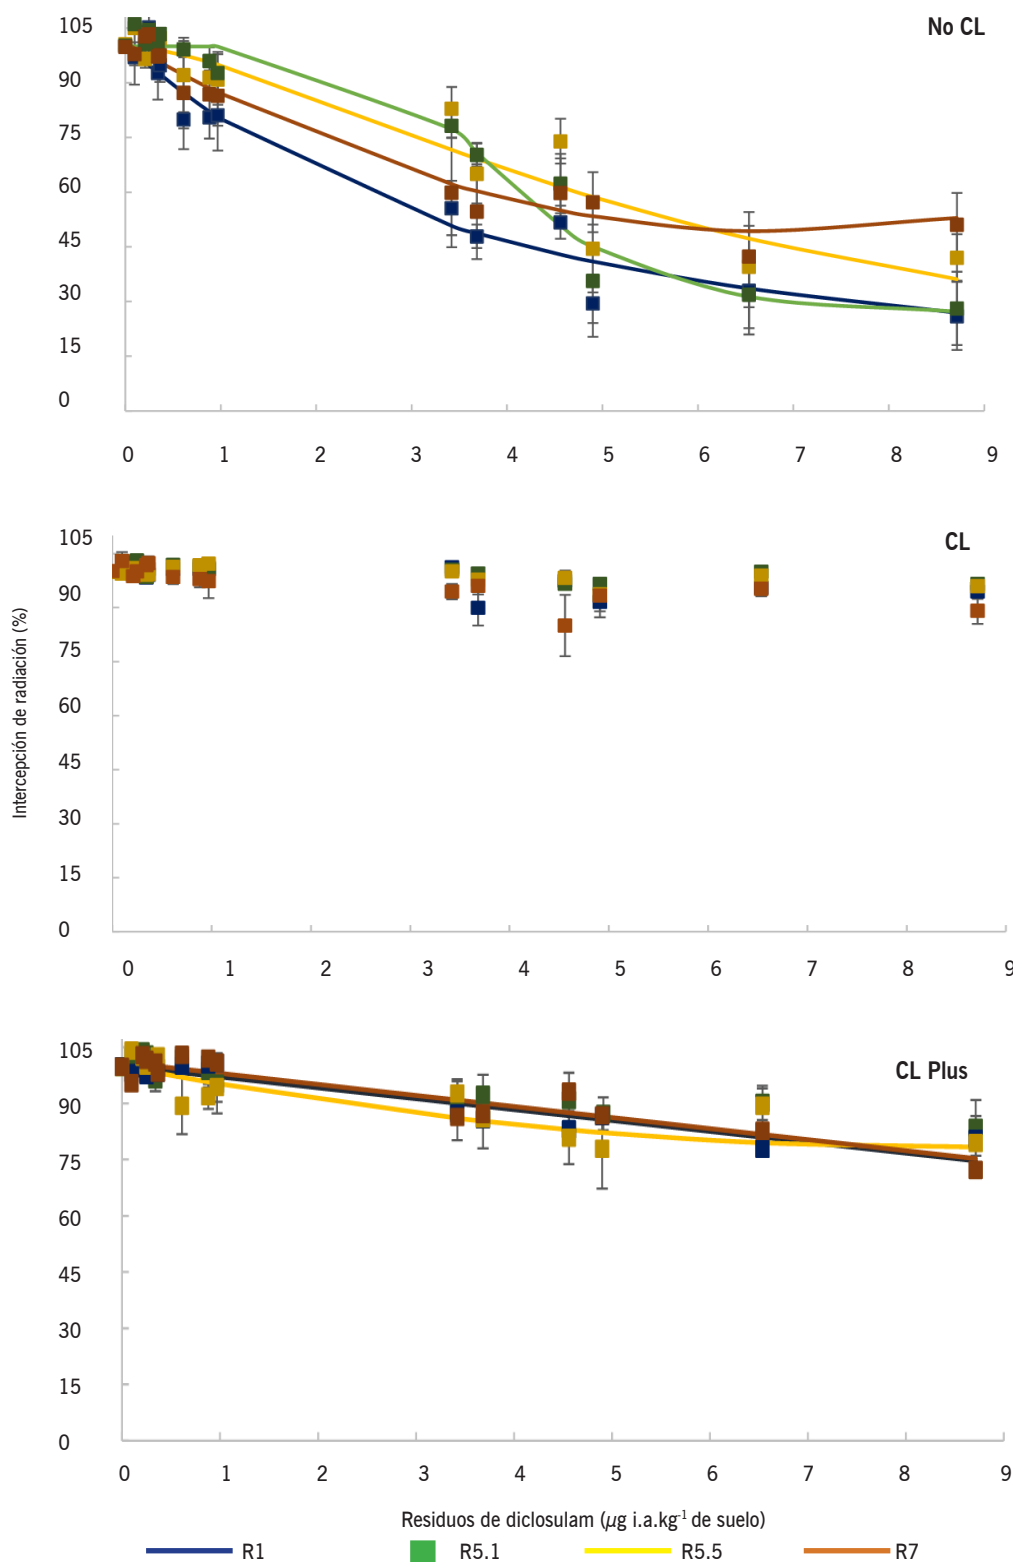 No CL
105
90
75
60
45
30
15
0
0 1 2 3 4 5 6 7 8 9
CL
105
90
75
60
45
30
15
0
0 1 2 3 4 5 6 7 8 9
Intercepción de radiación (%)
CL Plus
105
90
75
60
45
30
15
0
0 1 2 3 4 5 6 7 8 9
Residuos de diclosulam (µg i.a.kg⁻¹ de suelo)
R1 R5.1 R5.5 R7